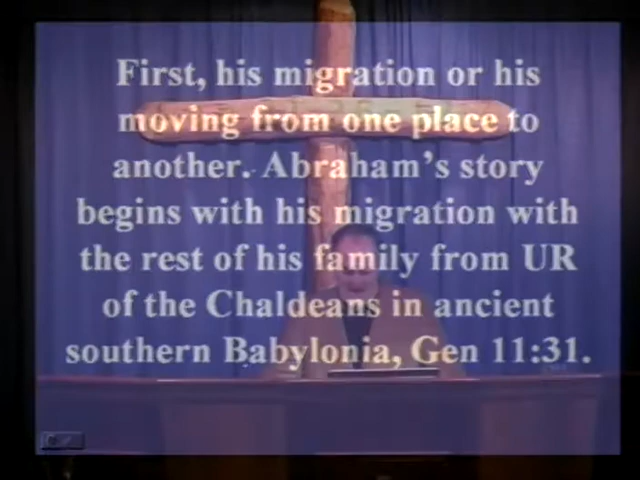 First, his migration or his
moving from one place to
another. Abraham's story
begins with his migration with
the rest of his family from UR
of the Chaldeans in ancient
southern Babylonia, Gen 11:31.